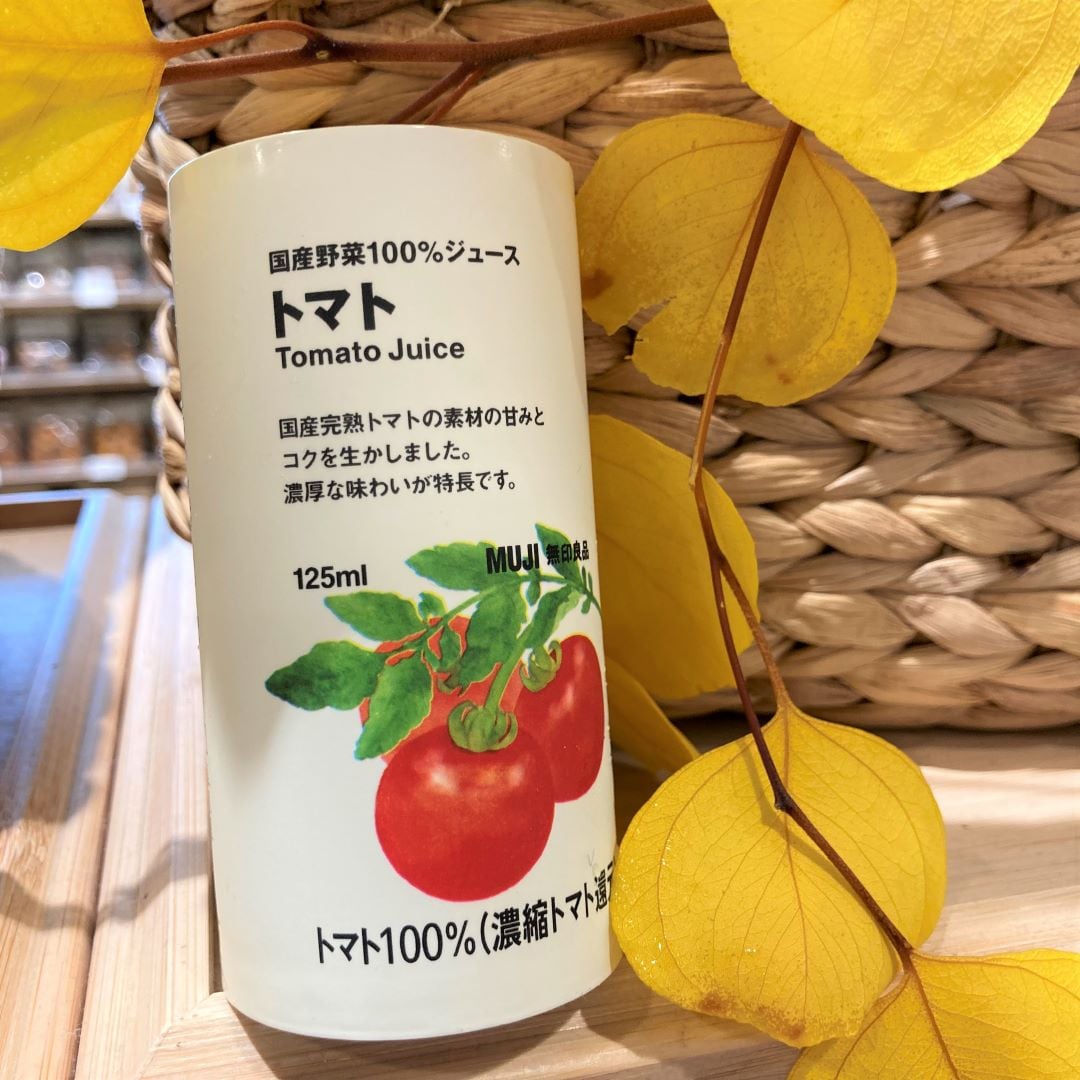 国産野菜100%ジュース
トマト
Tomato Juice
国産完熟トマトの素材の甘みと
コクを生かしました。
濃厚な味わいが特長です。
MUJI 無印良品
125ml
トマト100%(濃縮トマト還